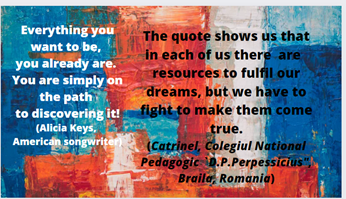 Everything you
want to be,
you already are.
You are simply on
the path
to discovering it!
(Alicia Keys,
American songwriter)
The quote shows us that
in each of us there are
resources to fulfil our
dreams, but we have to
fight to make them come
true.
(Catrinel, Colegiul National
Pedagogic "D.P.Perpessicius",
Braila, Romania)